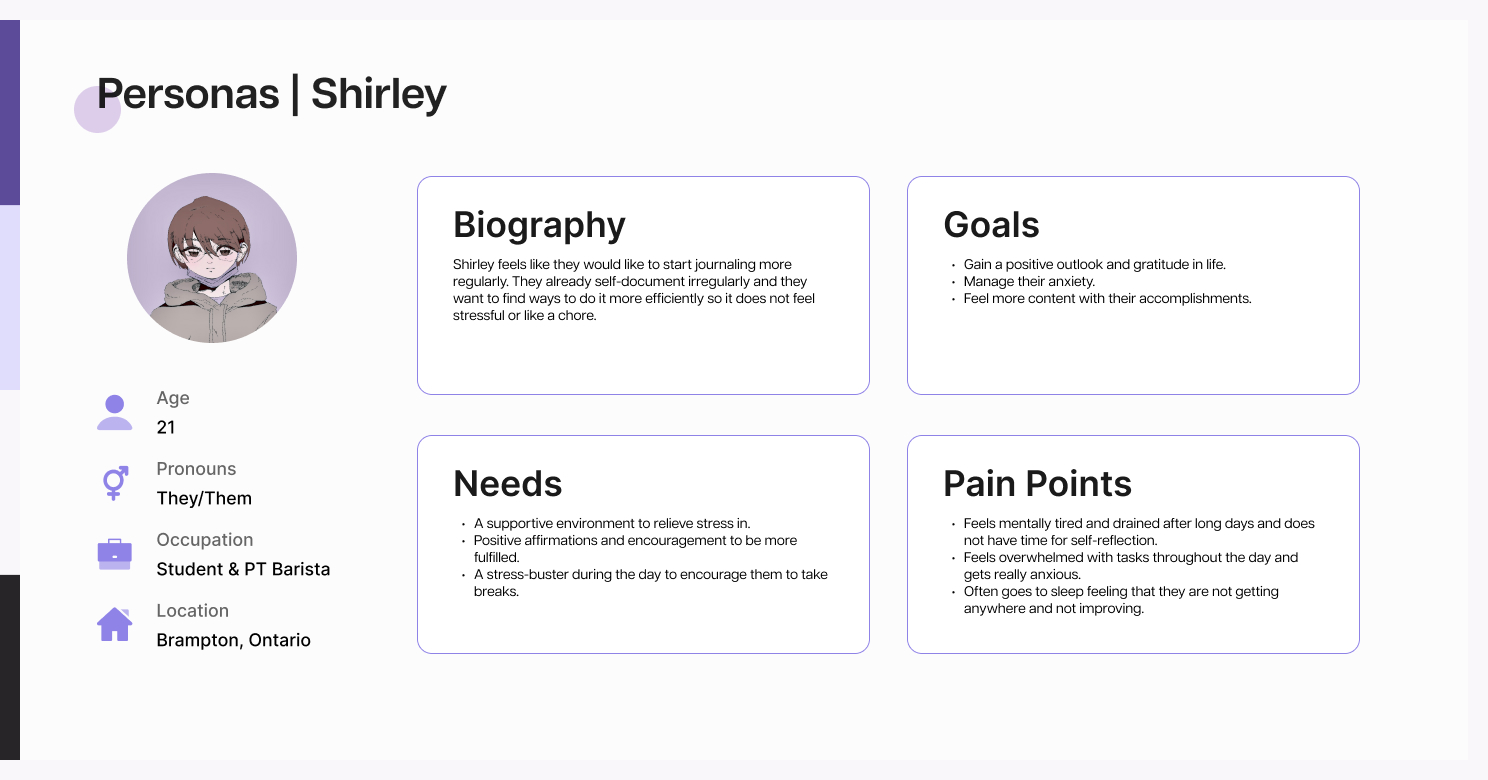 Personas | Shirley
Age
21
Pronouns
They/Them
Occupation
Student & PT Barista
Location
Brampton, Ontario
Biography
Shirley feels like they would like to start journaling more
regularly. They already self-document irregularly and they
want to find ways to do it more efficiently so it does not feel
stressful or like a chore.
Goals
• Gain a positive outlook and gratitude in life.
• Manage their anxiety.
• Feel more content with their accomplishments.
Needs
• A supportive environment to relieve stress in.
• Positive affirmations and encouragement to be more
fulfilled.
• A stress-buster during the day to encourage them to take
breaks.
Pain Points
• Feels mentally tired and drained after long days and does
not have time for self-reflection.
• Feels overwhelmed with tasks throughout the day and
gets really anxious.
• Often goes to sleep feeling that they are not getting
anywhere and not improving.